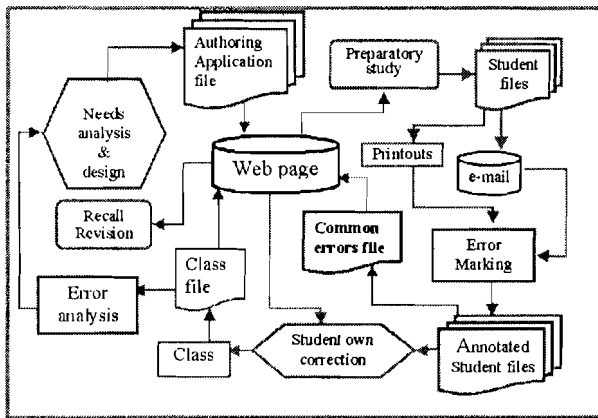 Authoring
Application
file
Preparatory
study
Student
files
Needs
analysis
&
design
Web page
Printouts
e-mail
Recall
Revision
Common
errors file
Class
file
Error
Marking
Error
analysis
Class
Student own
correction
Annotated
Student files